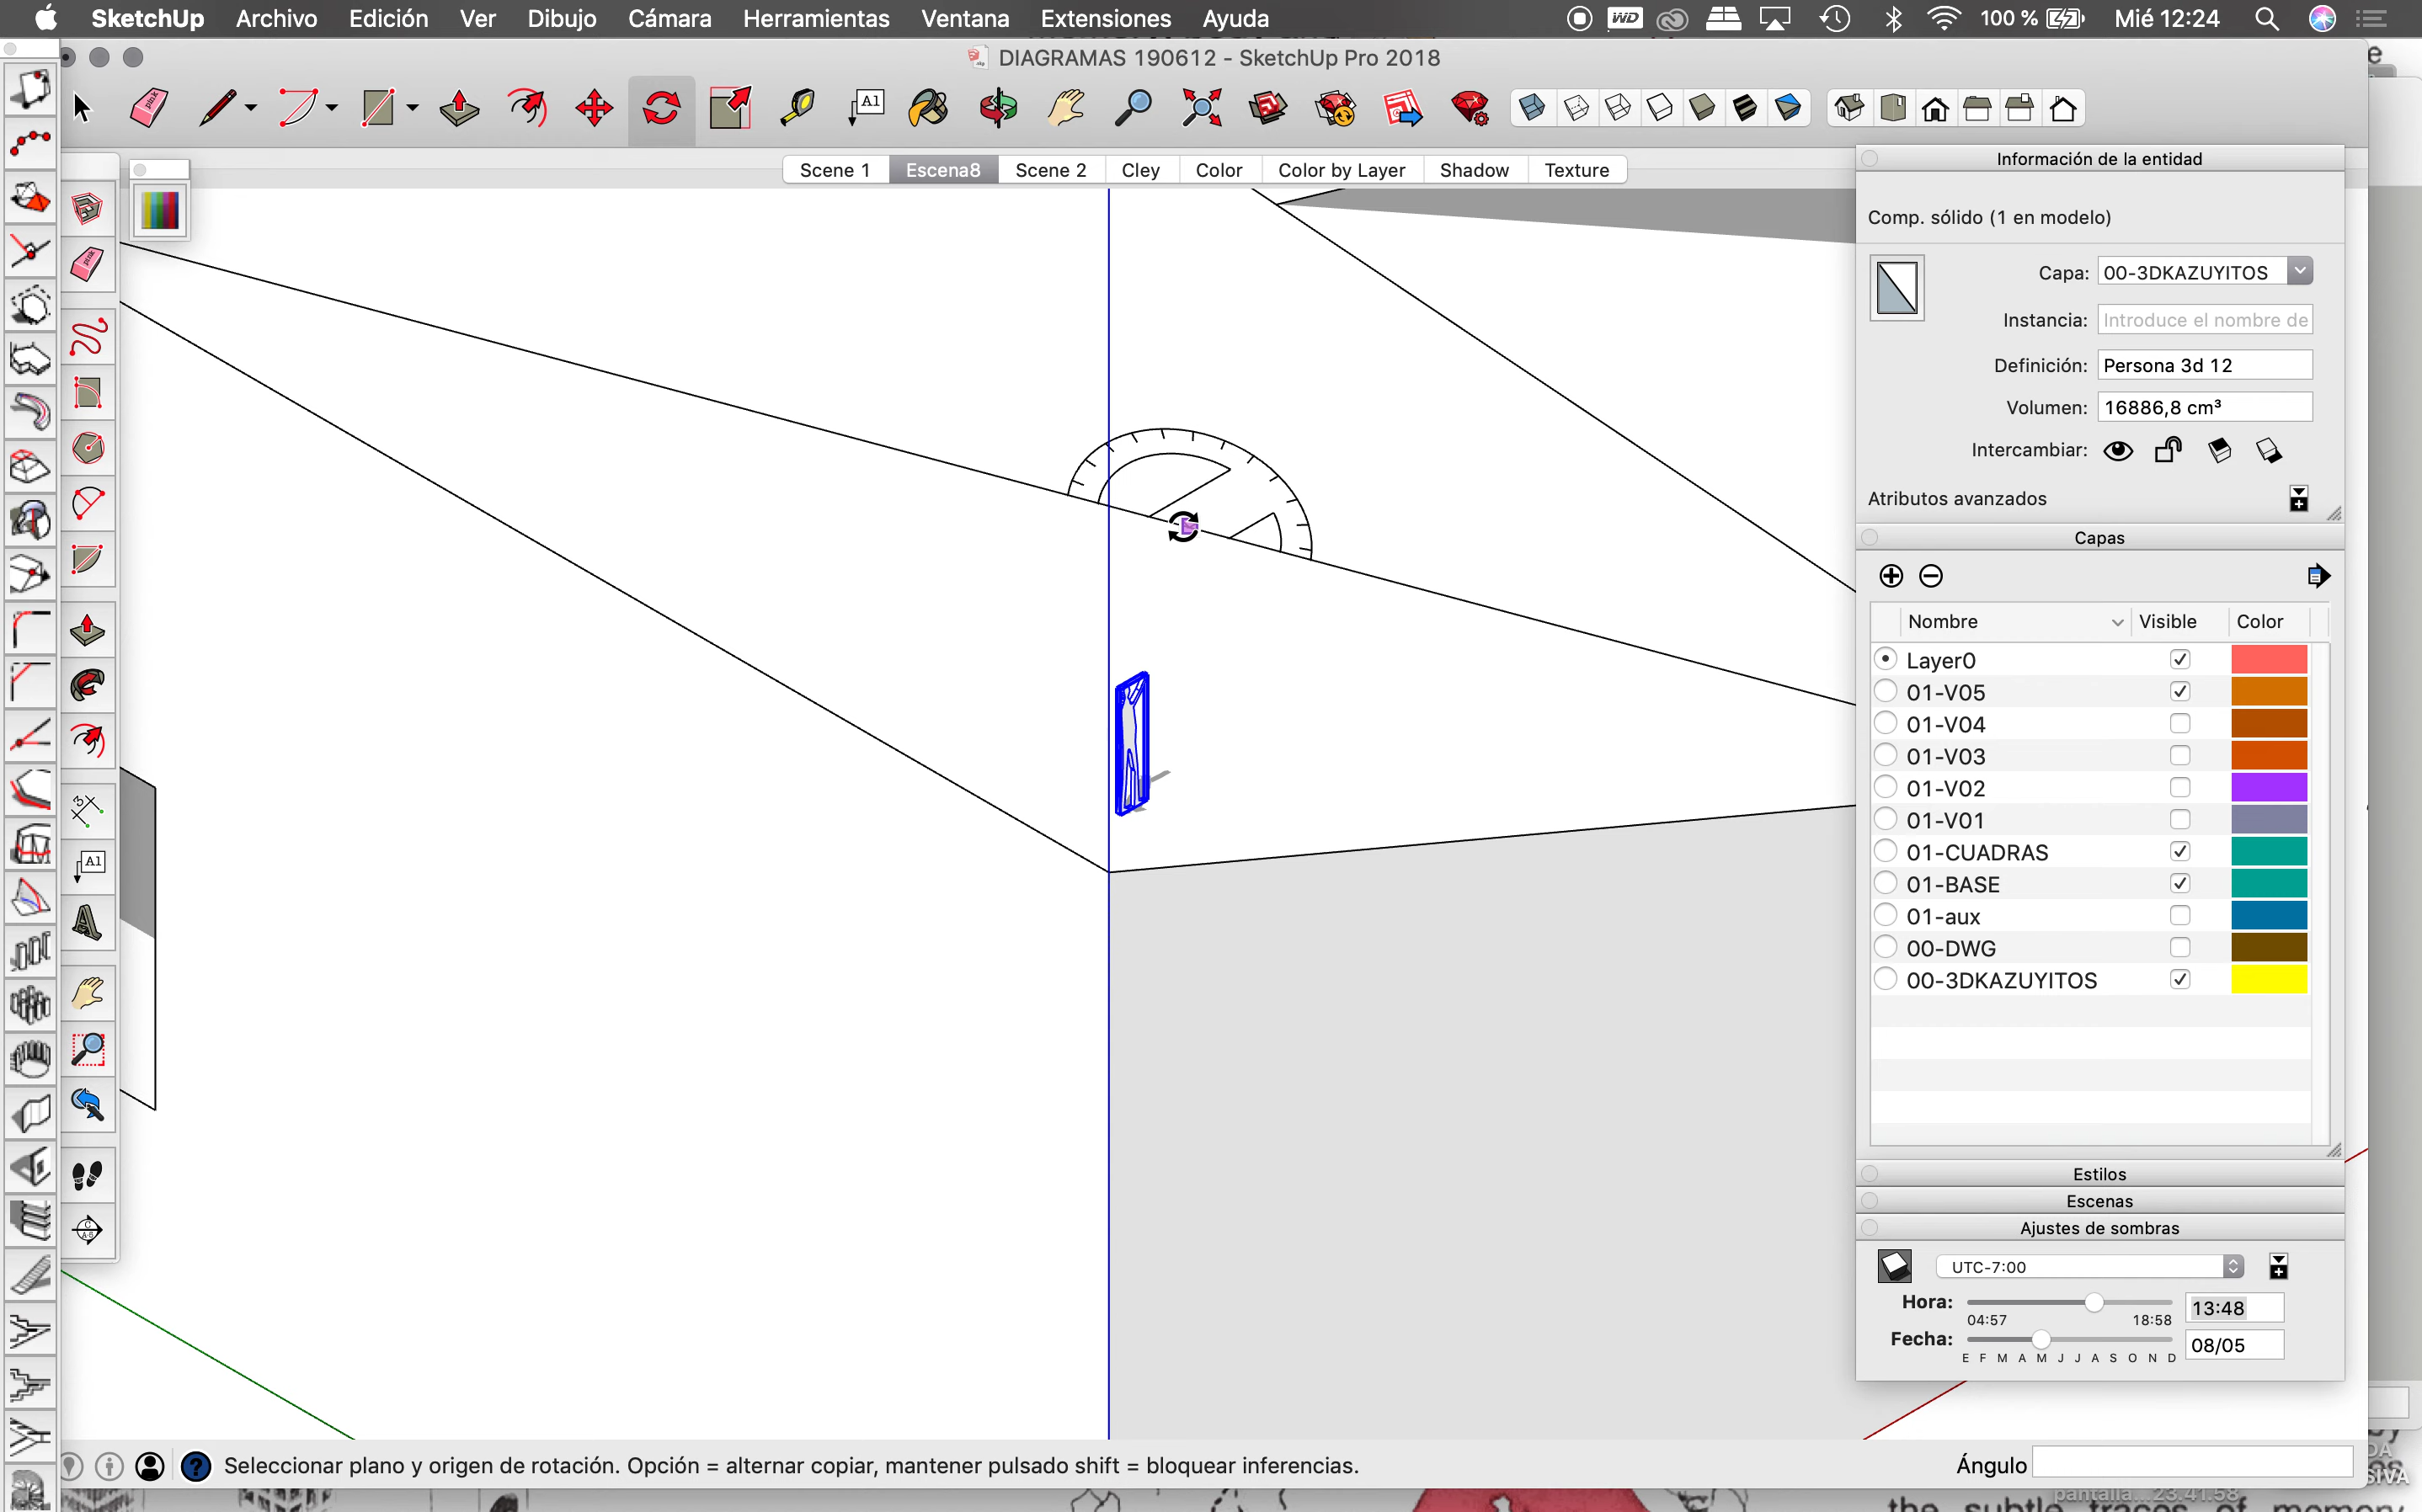 SketchUp Archivo Edición Ver Dibujo Cámara Herramientas Ventana Extensiones Ayuda WD 100 % Mié 12:24
DIAGRAMAS 190612 - SketchUp Pro 2018
A1
Scene 1 Escena8 Scene 2 Cley Color Color by Layer Shadow Texture
Información de la entidad
Comp. sólido (1 en modelo)
Capa: 00-3DKAZUYITOS
Instancia: Introduce el nombre de
Definición: Persona 3d 12
Volumen: 16886,8 cm³
Intercambiar:
Atributos avanzados
Capas
Nombre Visible Color
Layer0
01-V05
01-V04
01-V03
01-V02
01-V01
01-CUADRAS
01-BASE
01-aux
00-DWG
00-3DKAZUYITOS
A1
Estilos
Escenas
Ajustes de sombras
UTC-7:00
Hora: 13:48
04:57 18:58
Fecha: 08/05
E F M A M J J A S O N D
Seleccionar plano y origen de rotación. Opción = alternar copiar, mantener pulsado shift = bloquear inferencias.
Ángulo